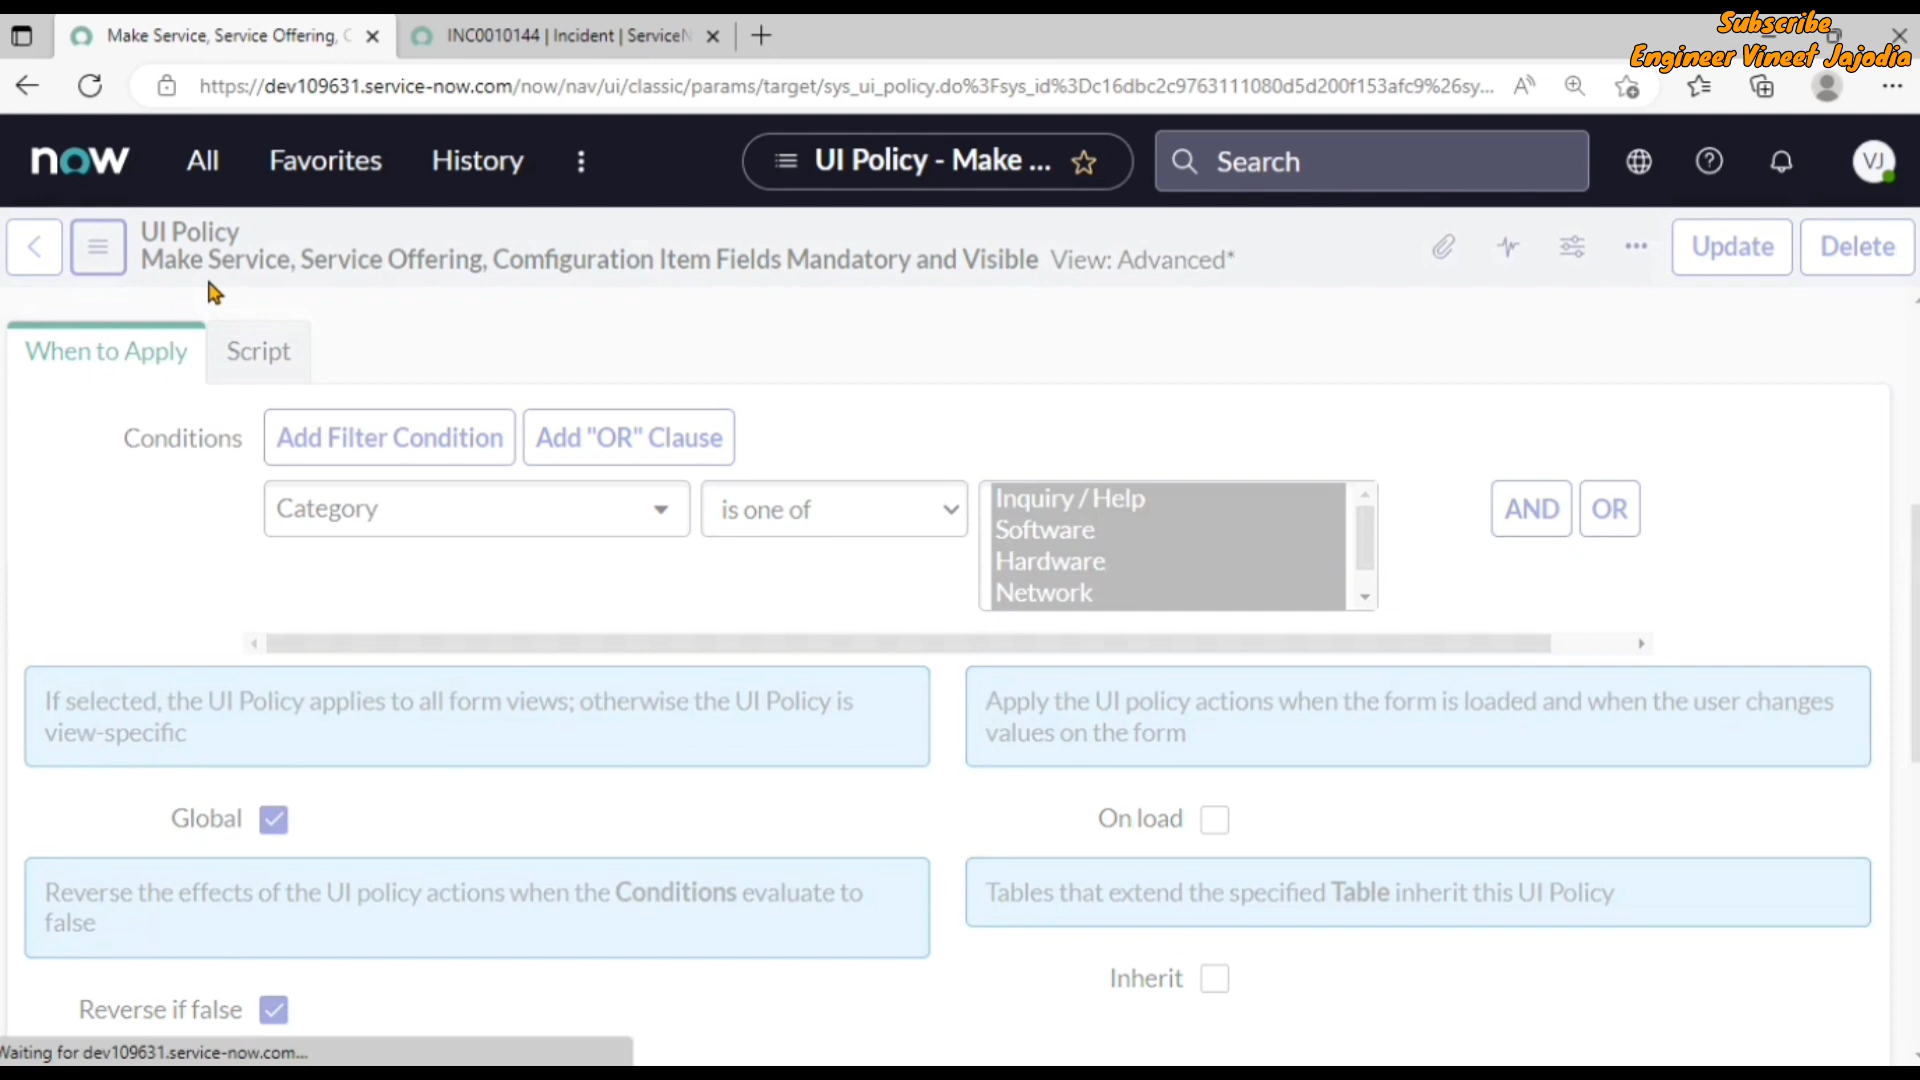 Make Service, Service Offering, C
INC0010144 | Incident | ServiceN
Subscribe
Engineer Vineet Jajodia
https://dev109631.service-now.com/now/nav/ui/classic/params/target/sys_ui_policy.do%3Fsys_id%3Dc16dbc2c9763111080d5d200f153afc9%26sy...
now
All
Favorites
History
UI Policy - Make ...
Search
VJ
UI Policy
Make Service, Service Offering, Comfiguration Item Fields Mandatory and Visible View: Advanced*
Update
Delete
When to Apply
Script
Conditions
Add Filter Condition
Add "OR" Clause
Category
is one of
Inquiry / Help
Software
Hardware
Network
AND
OR
If selected, the UI Policy applies to all form views; otherwise the UI Policy is
view-specific
Apply the UI policy actions when the form is loaded and when the user changes
values on the form
Global
On load
Reverse the effects of the UI policy actions when the Conditions evaluate to
false
Tables that extend the specified Table inherit this UI Policy
Inherit
Reverse if false
Waiting for dev109631.service-now.com...